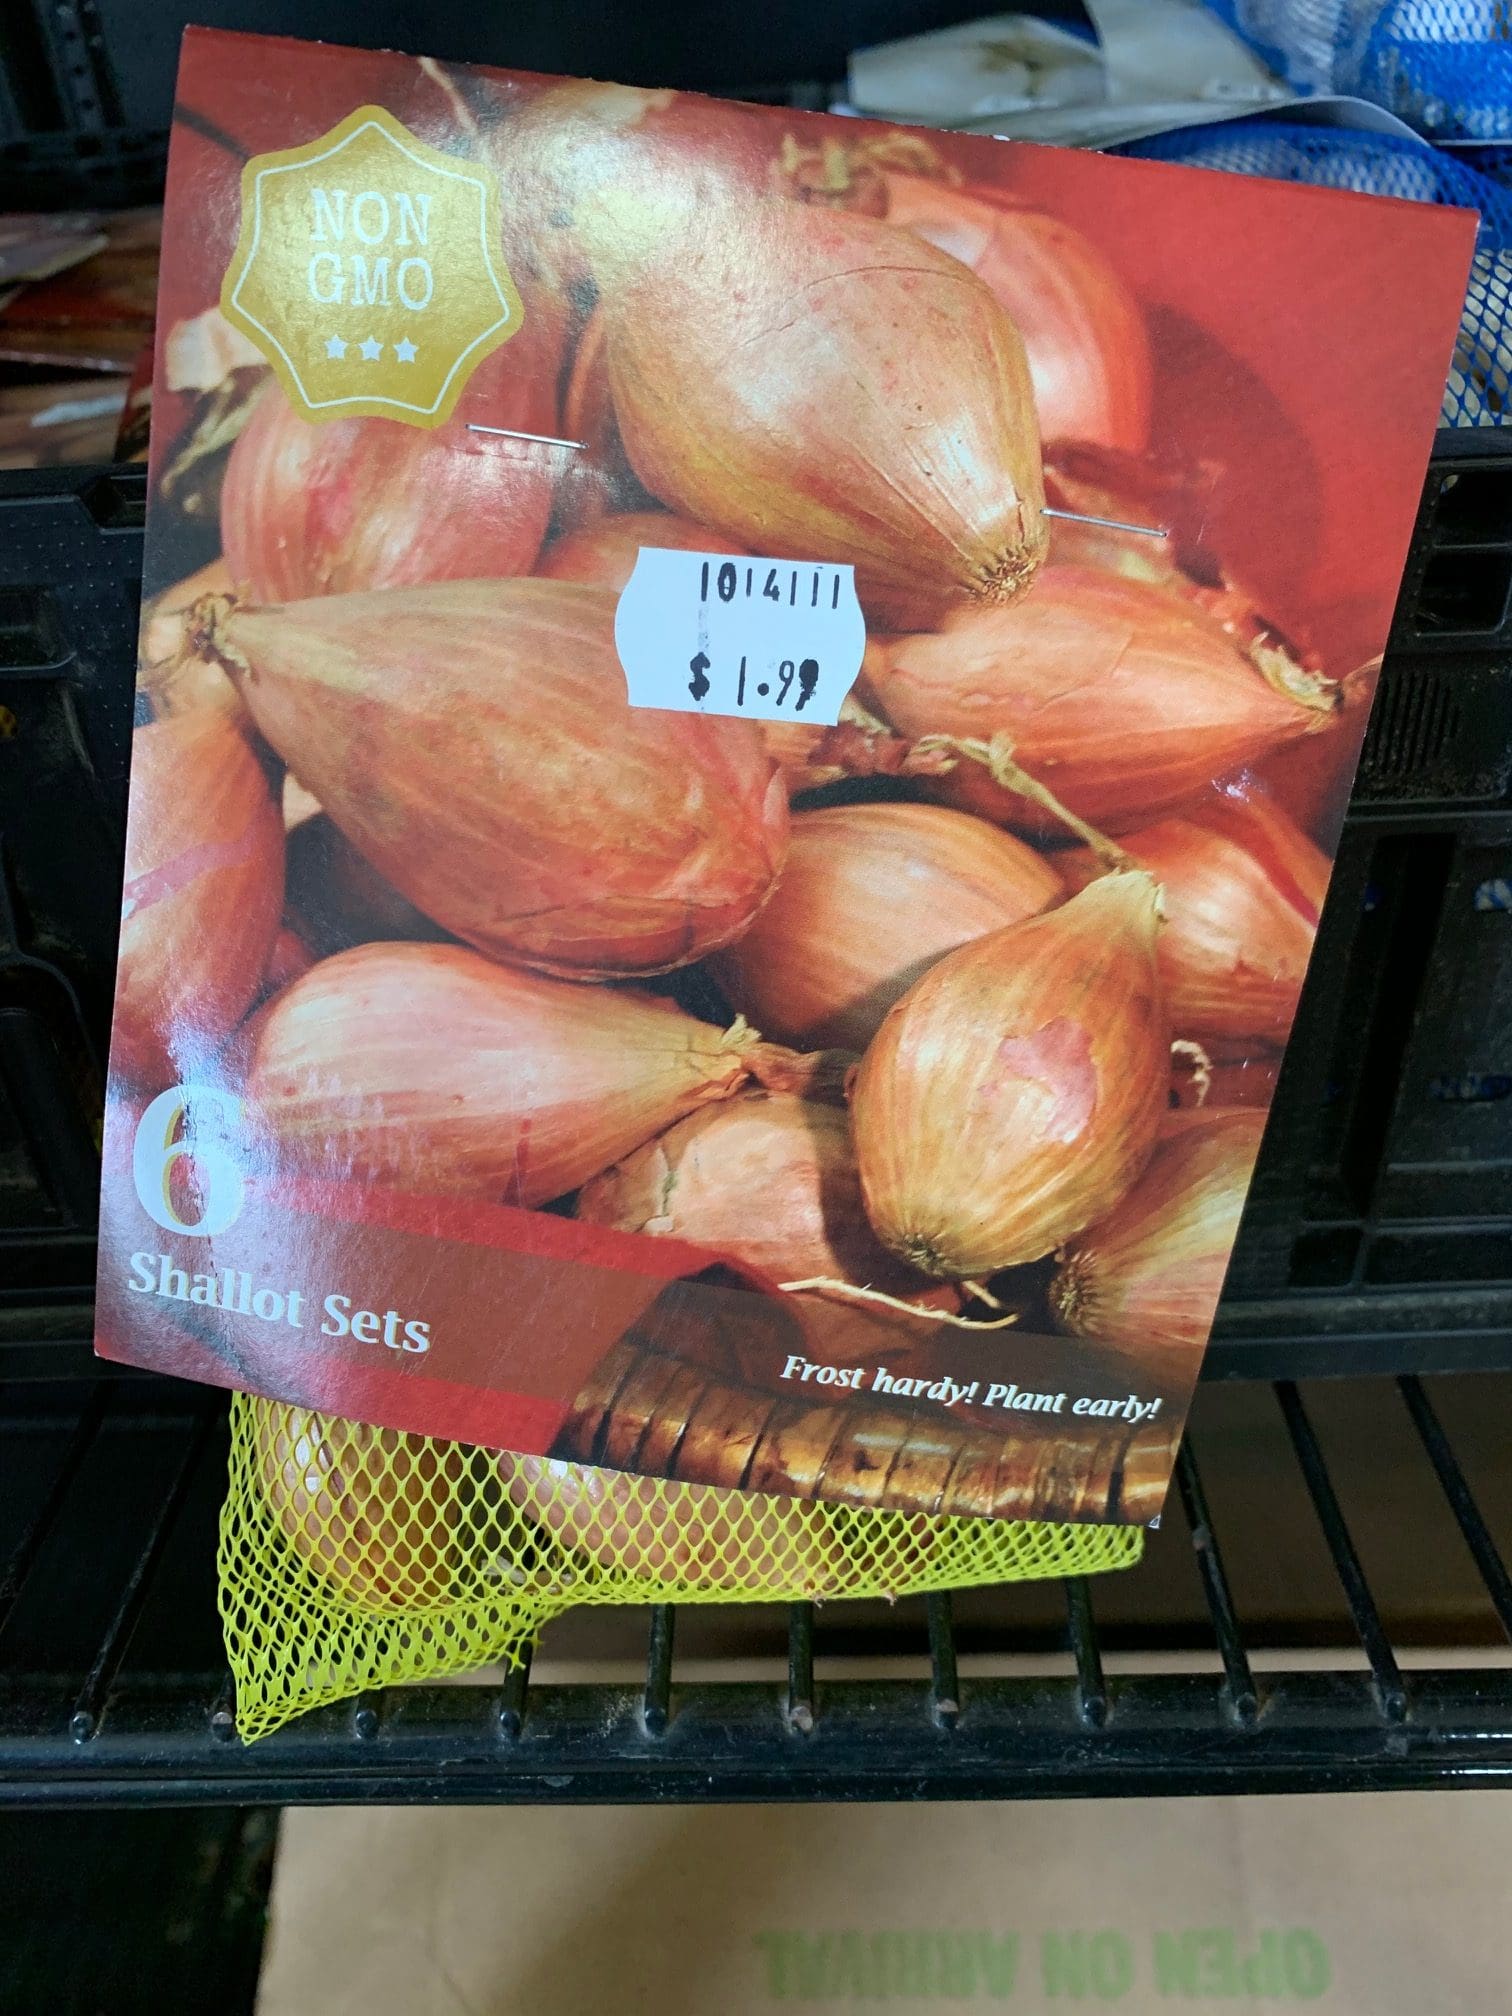 NON
GMO
1014111
$ 1.99
6
Shallot Sets
Frost hardy! Plant early!
OPEN ON ARRIVAL